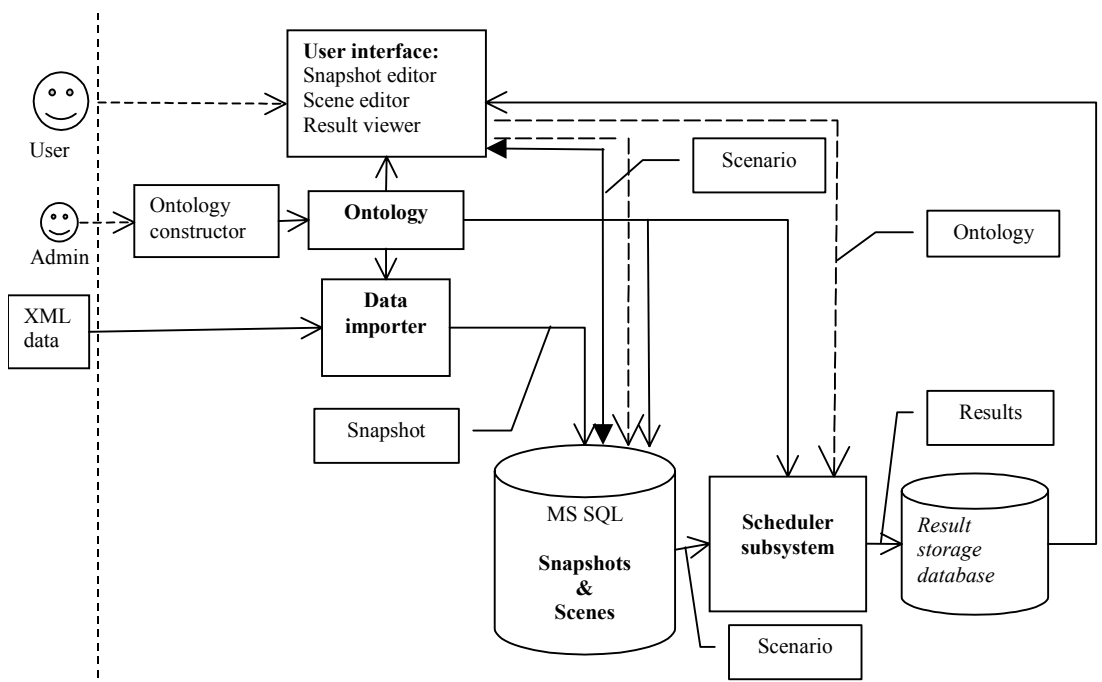 User interface:
Snapshot editor
Scene editor
Result viewer
User
Scenario
Ontology
constructor
Ontology
Admin
Ontology
XML
data
Data
importer
Snapshot
Results
MS SQL
Snapshots
&
Scenes
Scheduler
subsystem
Result
storage
database
Scenario